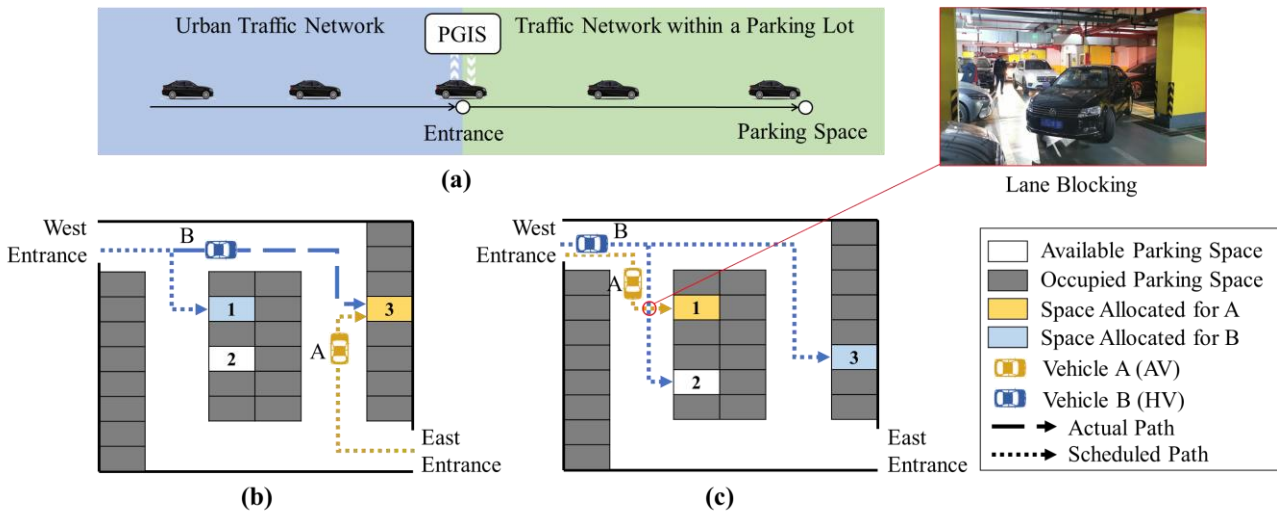 Urban Traffic Network
PGIS
Traffic Network within a Parking Lot
Entrance
Parking Space
(a)
Lane Blocking
West
Entrance
B
1
2
3
A
East
Entrance
(b)
West
Entrance
B
A
1
2
3
East
Entrance
(c)
Available Parking Space
Occupied Parking Space
Space Allocated for A
Space Allocated for B
Vehicle A (AV)
Vehicle B (HV)
Actual Path
Scheduled Path